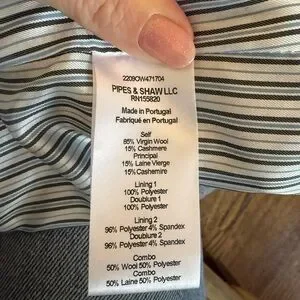 2209OW471704
PIPES & SHAW LLC
RN155820
Made in Portugal
Fabriqué en Portugal
Self
85% Virgin Wool
15% Cashmere
Principal
15% Laine Vierge
15%Cashemire
Lining 1
100% Polyester
Doublure 1
100% Polyester
Lining 2
96% Polyester 4% Spandex
Doublure 2
96% Polyester 4% Spandex
Combo
50% Wool 50% Polyester
Combo
50% Laine 50% Polyester